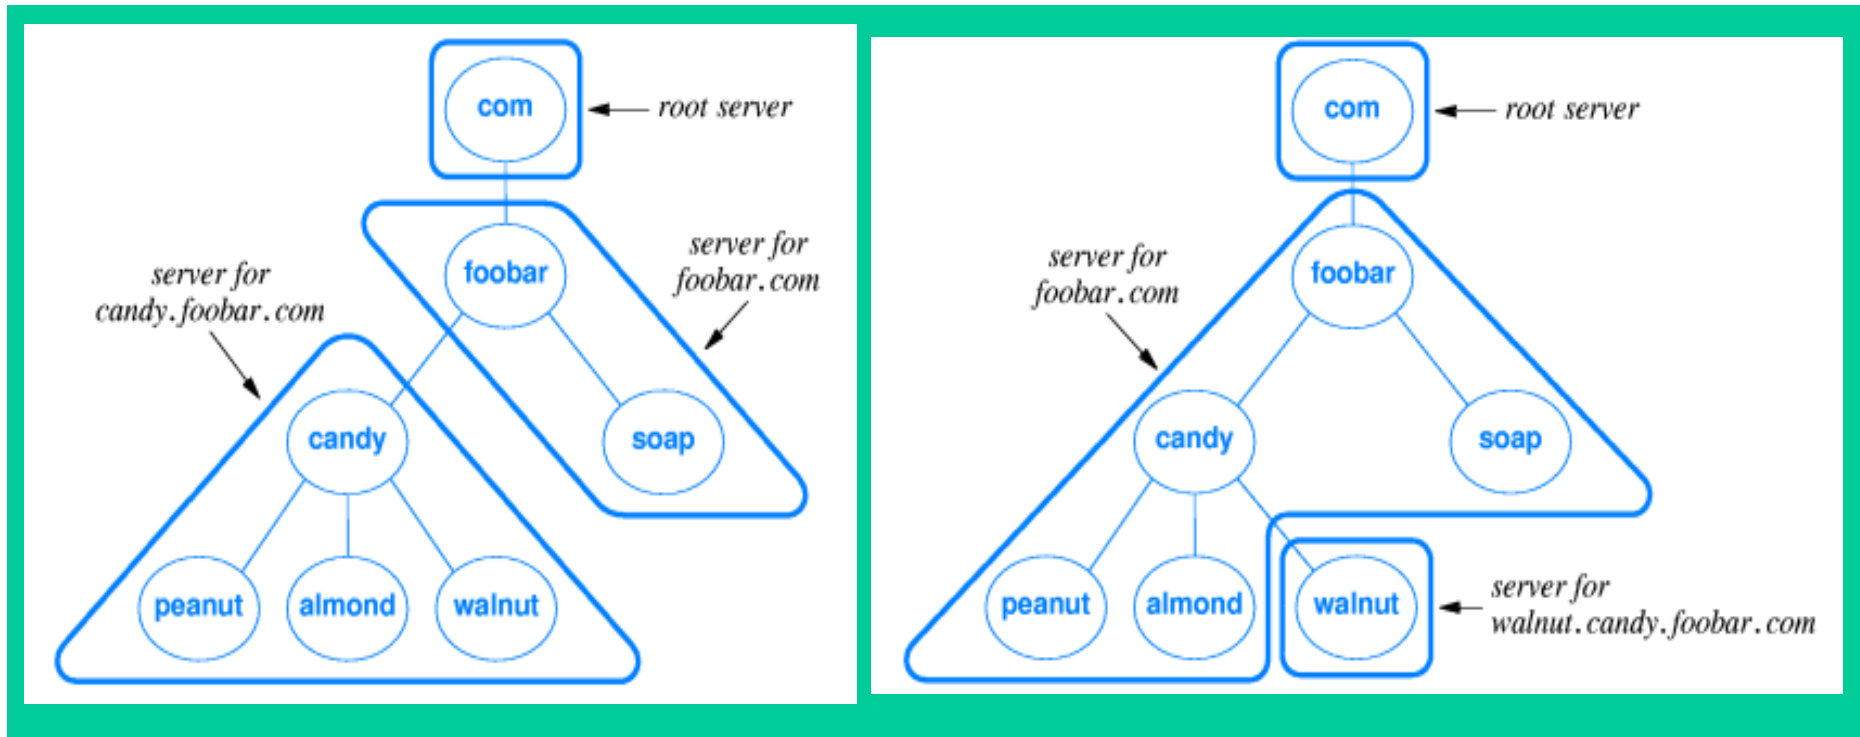 com
root server
foobar
server for
foobar.com
server for
candy.foobar.com
candy
soap
peanut
almond
walnut
com
root server
server for
foobar.com
foobar
candy
soap
peanut
almond
walnut
server for
walnut.candy.foobar.com